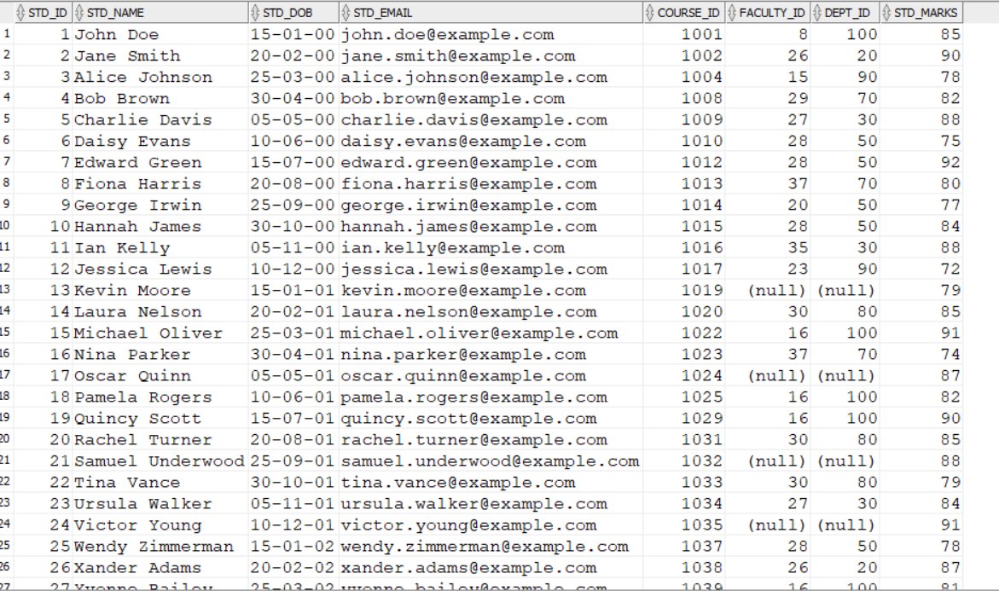 STD_ID STD_NAME STD_DOB STD_EMAIL COURSE_ID FACULTY_ID DEPT_ID STD_MARKS
1 1 John Doe 15-01-00 john.doe@example.com 1001 8 100 85
2 2 Jane Smith 20-02-00 jane.smith@example.com 1002 26 20 90
3 3 Alice Johnson 25-03-00 alice.johnson@example.com 1004 15 90 78
4 4 Bob Brown 30-04-00 bob.brown@example.com 1008 29 70 82
5 5 Charlie Davis 05-05-00 charlie.davis@example.com 1009 27 30 88
6 6 Daisy Evans 10-06-00 daisy.evans@example.com 1010 28 50 75
7 7 Edward Green 15-07-00 edward.green@example.com 1012 28 50 92
8 8 Fiona Harris 20-08-00 fiona.harris@example.com 1013 37 70 80
9 9 George Irwin 25-09-00 george.irwin@example.com 1014 20 50 77
10 10 Hannah James 30-10-00 hannah.james@example.com 1015 28 50 84
11 11 Ian Kelly 05-11-00 ian.kelly@example.com 1016 35 30 88
12 12 Jessica Lewis 10-12-00 jessica.lewis@example.com 1017 23 90 72
13 13 Kevin Moore 15-01-01 kevin.moore@example.com 1019 (null) (null) 79
14 14 Laura Nelson 20-02-01 laura.nelson@example.com 1020 30 80 85
15 15 Michael Oliver 25-03-01 michael.oliver@example.com 1022 16 100 91
16 16 Nina Parker 30-04-01 nina.parker@example.com 1023 37 70 74
17 17 Oscar Quinn 05-05-01 oscar.quinn@example.com 1024 (null) (null) 87
18 18 Pamela Rogers 10-06-01 pamela.rogers@example.com 1025 16 100 82
19 19 Quincy Scott 15-07-01 quincy.scott@example.com 1029 16 100 90
20 20 Rachel Turner 20-08-01 rachel.turner@example.com 1031 30 80 85
21 21 Samuel Underwood 25-09-01 samuel.underwood@example.com 1032 (null) (null) 88
22 22 Tina Vance 30-10-01 tina.vance@example.com 1033 30 80 79
23 23 Ursula Walker 05-11-01 ursula.walker@example.com 1034 27 30 84
24 24 Victor Young 10-12-01 victor.young@example.com 1035 (null) (null) 91
25 25 Wendy Zimmerman 15-01-02 wendy.zimmerman@example.com 1037 28 50 78
26 26 Xander Adams 20-02-02 xander.adams@example.com 1038 26 20 87
27 27 Yvonne Bailey 25-03-02 yvonne.bailey@example.com 1039 16 100 81